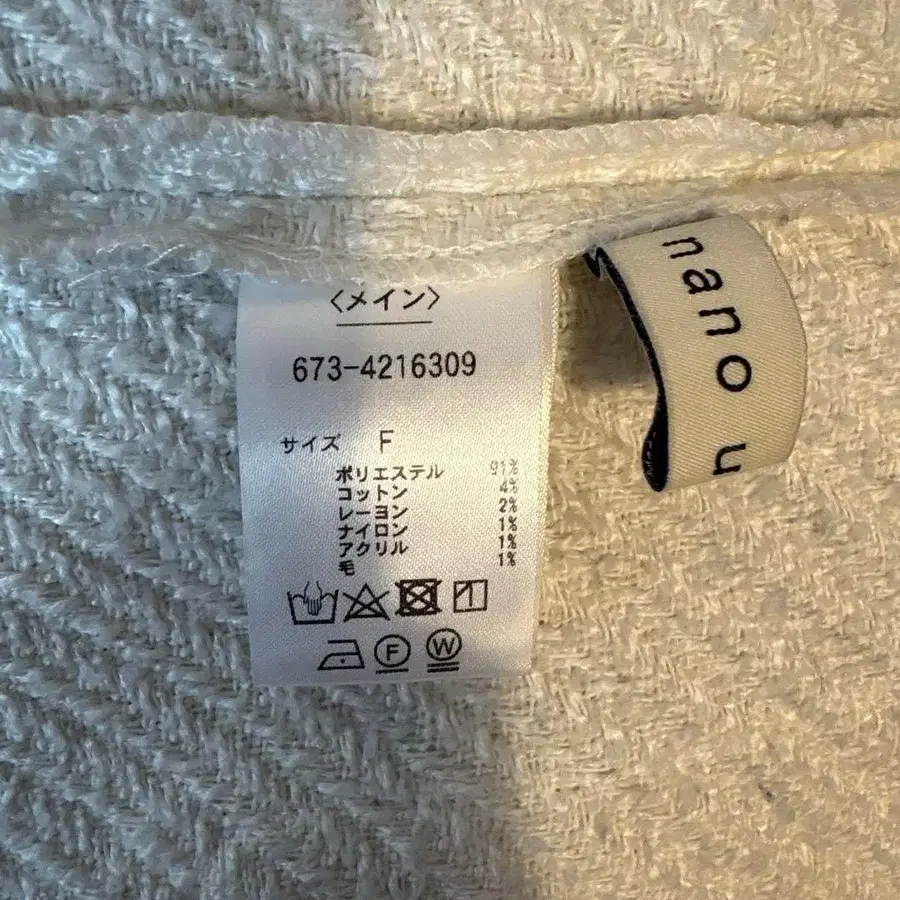 〈メイン〉
673-4216309
サイズ F
ポリエステル 91%
コットン 4%
レーヨン 2%
ナイロン 1%
アクリル 1%
毛 1%
F W
nano u